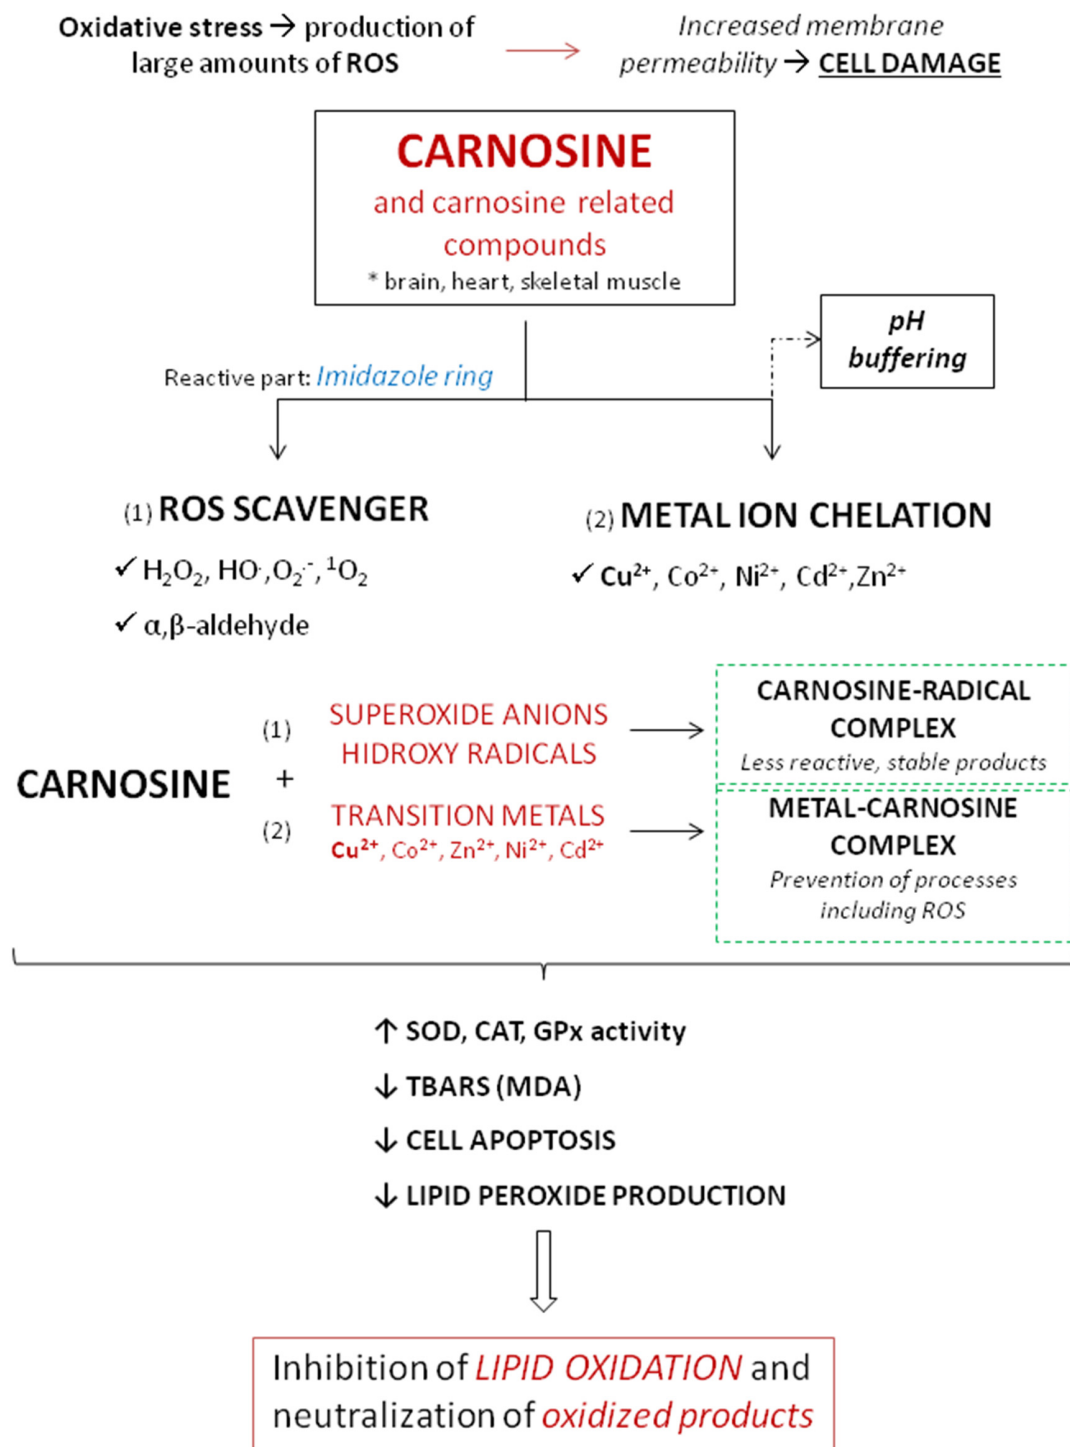 Oxidative stress → production of
large amounts of ROS
Increased membrane
permeability → CELL DAMAGE
CARNOSINE
and carnosine related
compounds
* brain, heart, skeletal muscle
pH
buffering
Reactive part: Imidazole ring
(1) ROS SCAVENGER
✓ H₂O₂, HO·,O₂·⁻, ¹O₂
✓ α,β-aldehyde
(2) METAL ION CHELATION
✓ Cu²⁺, Co²⁺, Ni²⁺, Cd²⁺,Zn²⁺
CARNOSINE
+
(1)
SUPEROXIDE ANIONS
HIDROXY RADICALS
CARNOSINE-RADICAL
COMPLEX
Less reactive, stable products
(2)
TRANSITION METALS
Cu²⁺, Co²⁺, Zn²⁺, Ni²⁺, Cd²⁺
METAL-CARNOSINE
COMPLEX
Prevention of processes
including ROS
↑ SOD, CAT, GPx activity
↓ TBARS (MDA)
↓ CELL APOPTOSIS
↓ LIPID PEROXIDE PRODUCTION
Inhibition of LIPID OXIDATION and
neutralization of oxidized products